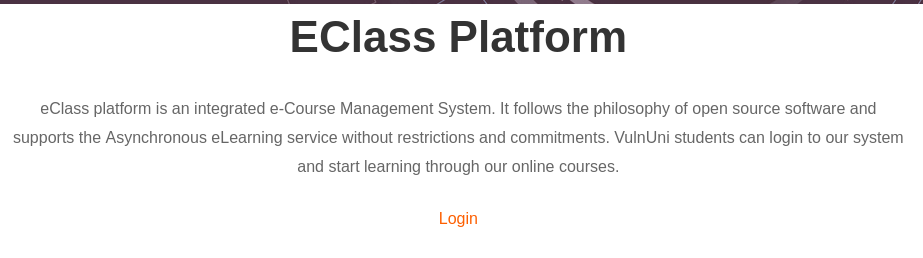 EClass Platform
eClass platform is an integrated e-Course Management System. It follows the philosophy of open source software and
supports the Asynchronous eLearning service without restrictions and commitments. VulnUni students can login to our system
and start learning through our online courses.
Login